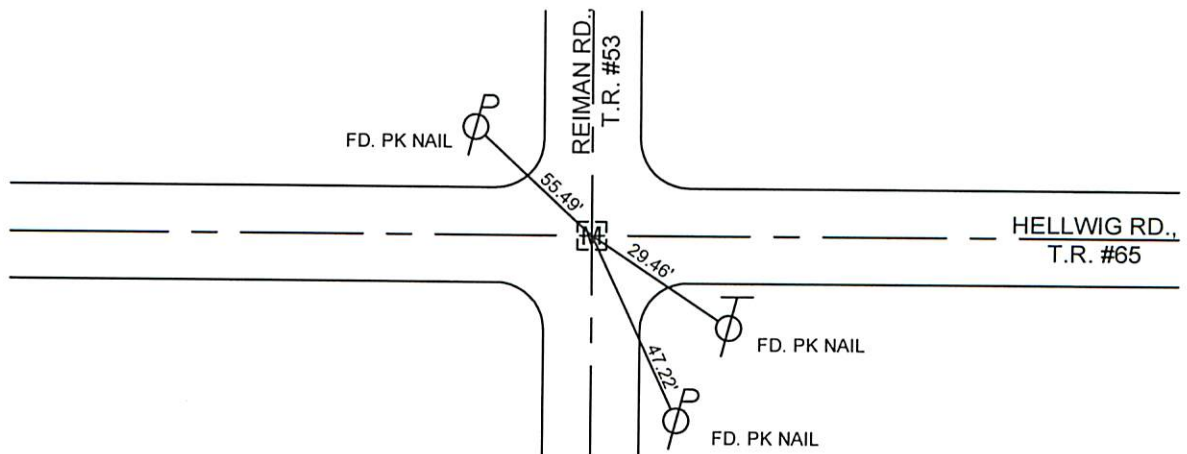 REIMAN RD.,
T.R. #53
P
FD. PK NAIL
55.49'
M
HELLWIG RD.,
T.R. #65
29.46'
T
FD. PK NAIL
47.22'
P
FD. PK NAIL